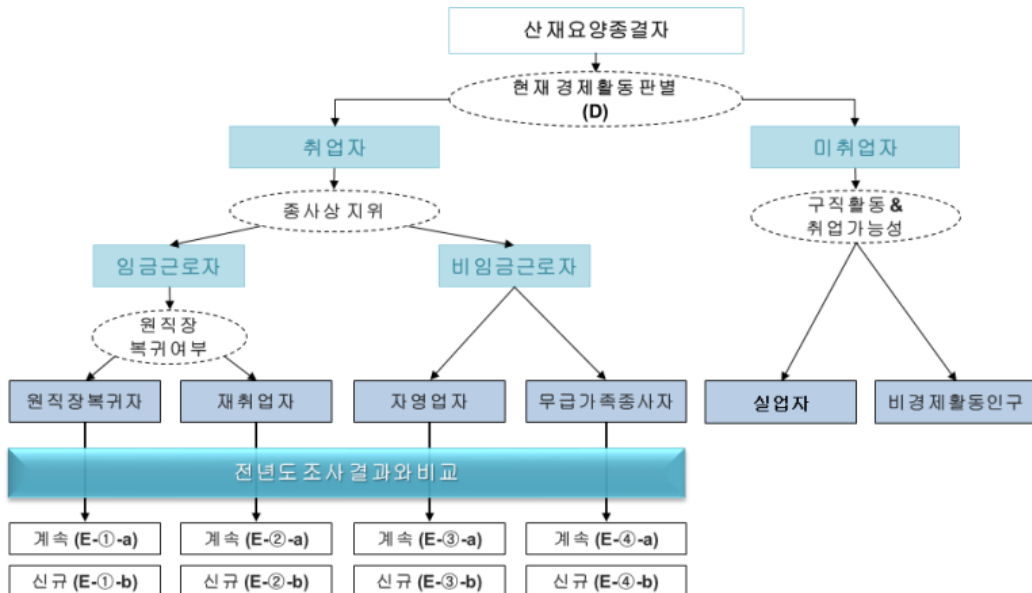 산재요양종결자
현재 경제활동 판별
(D)
취업자
미취업자
종사상 지위
구직활동 &
취업가능성
임금근로자
비임금근로자
원직장
복귀여부
원직장복귀자
재취업자
자영업자
무급가족종사자
실업자
비경제활동인구
전년도 조사 결과와 비교
계속 (E-①-a)
계속 (E-②-a)
계속 (E-③-a)
계속 (E-④-a)
신규 (E-①-b)
신규 (E-②-b)
신규 (E-③-b)
신규 (E-④-b)